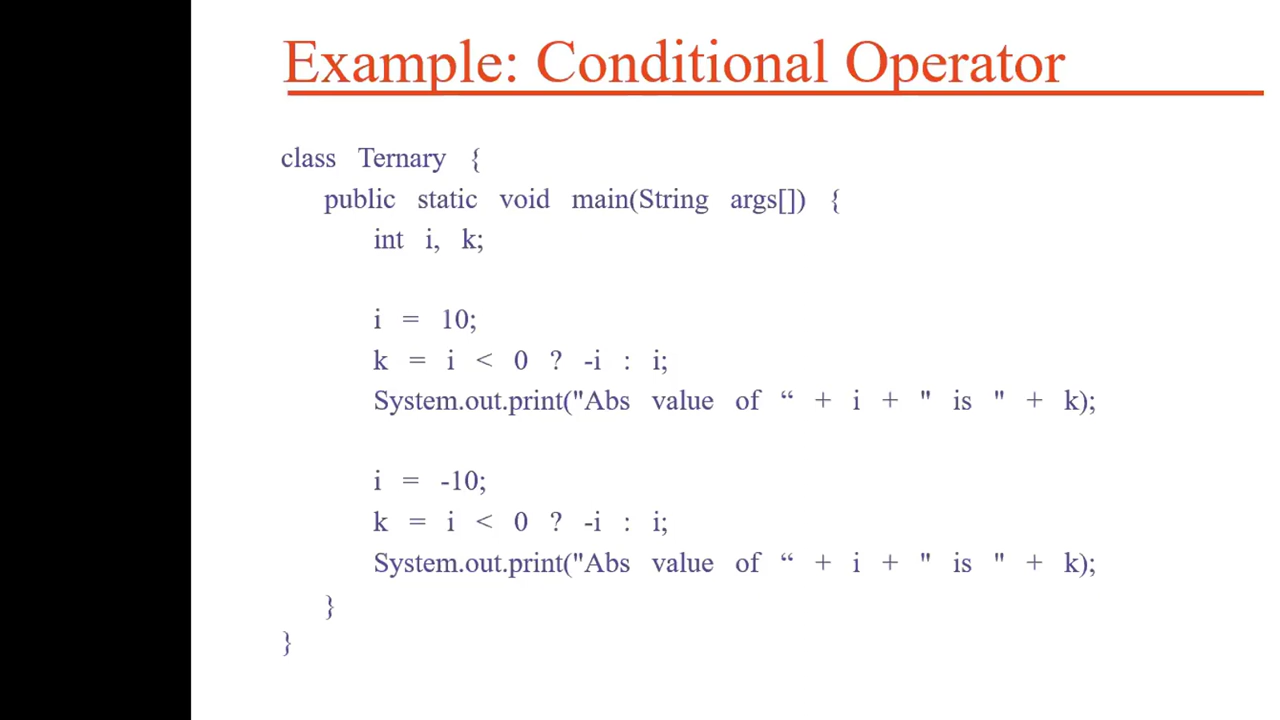 Example: Conditional Operator
class Ternary {
public static void main(String args[]) {
int i, k;
i = 10;
k = i < 0 ? -i : i;
System.out.print("Abs value of “ + i + " is " + k);
i = -10;
k = i < 0 ? -i : i;
System.out.print("Abs value of “ + i + " is " + k);
}
}